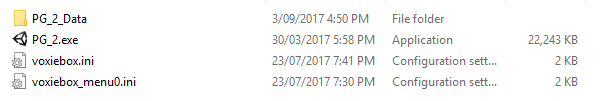 PG_2_Data 3/09/2017 4:50 PM File folder
PG_2.exe 30/03/2017 5:58 PM Application 22,243 KB
voxiebox.ini 23/07/2017 7:41 PM Configuration sett... 2 KB
voxiebox_menu0.ini 23/07/2017 7:30 PM Configuration sett... 2 KB